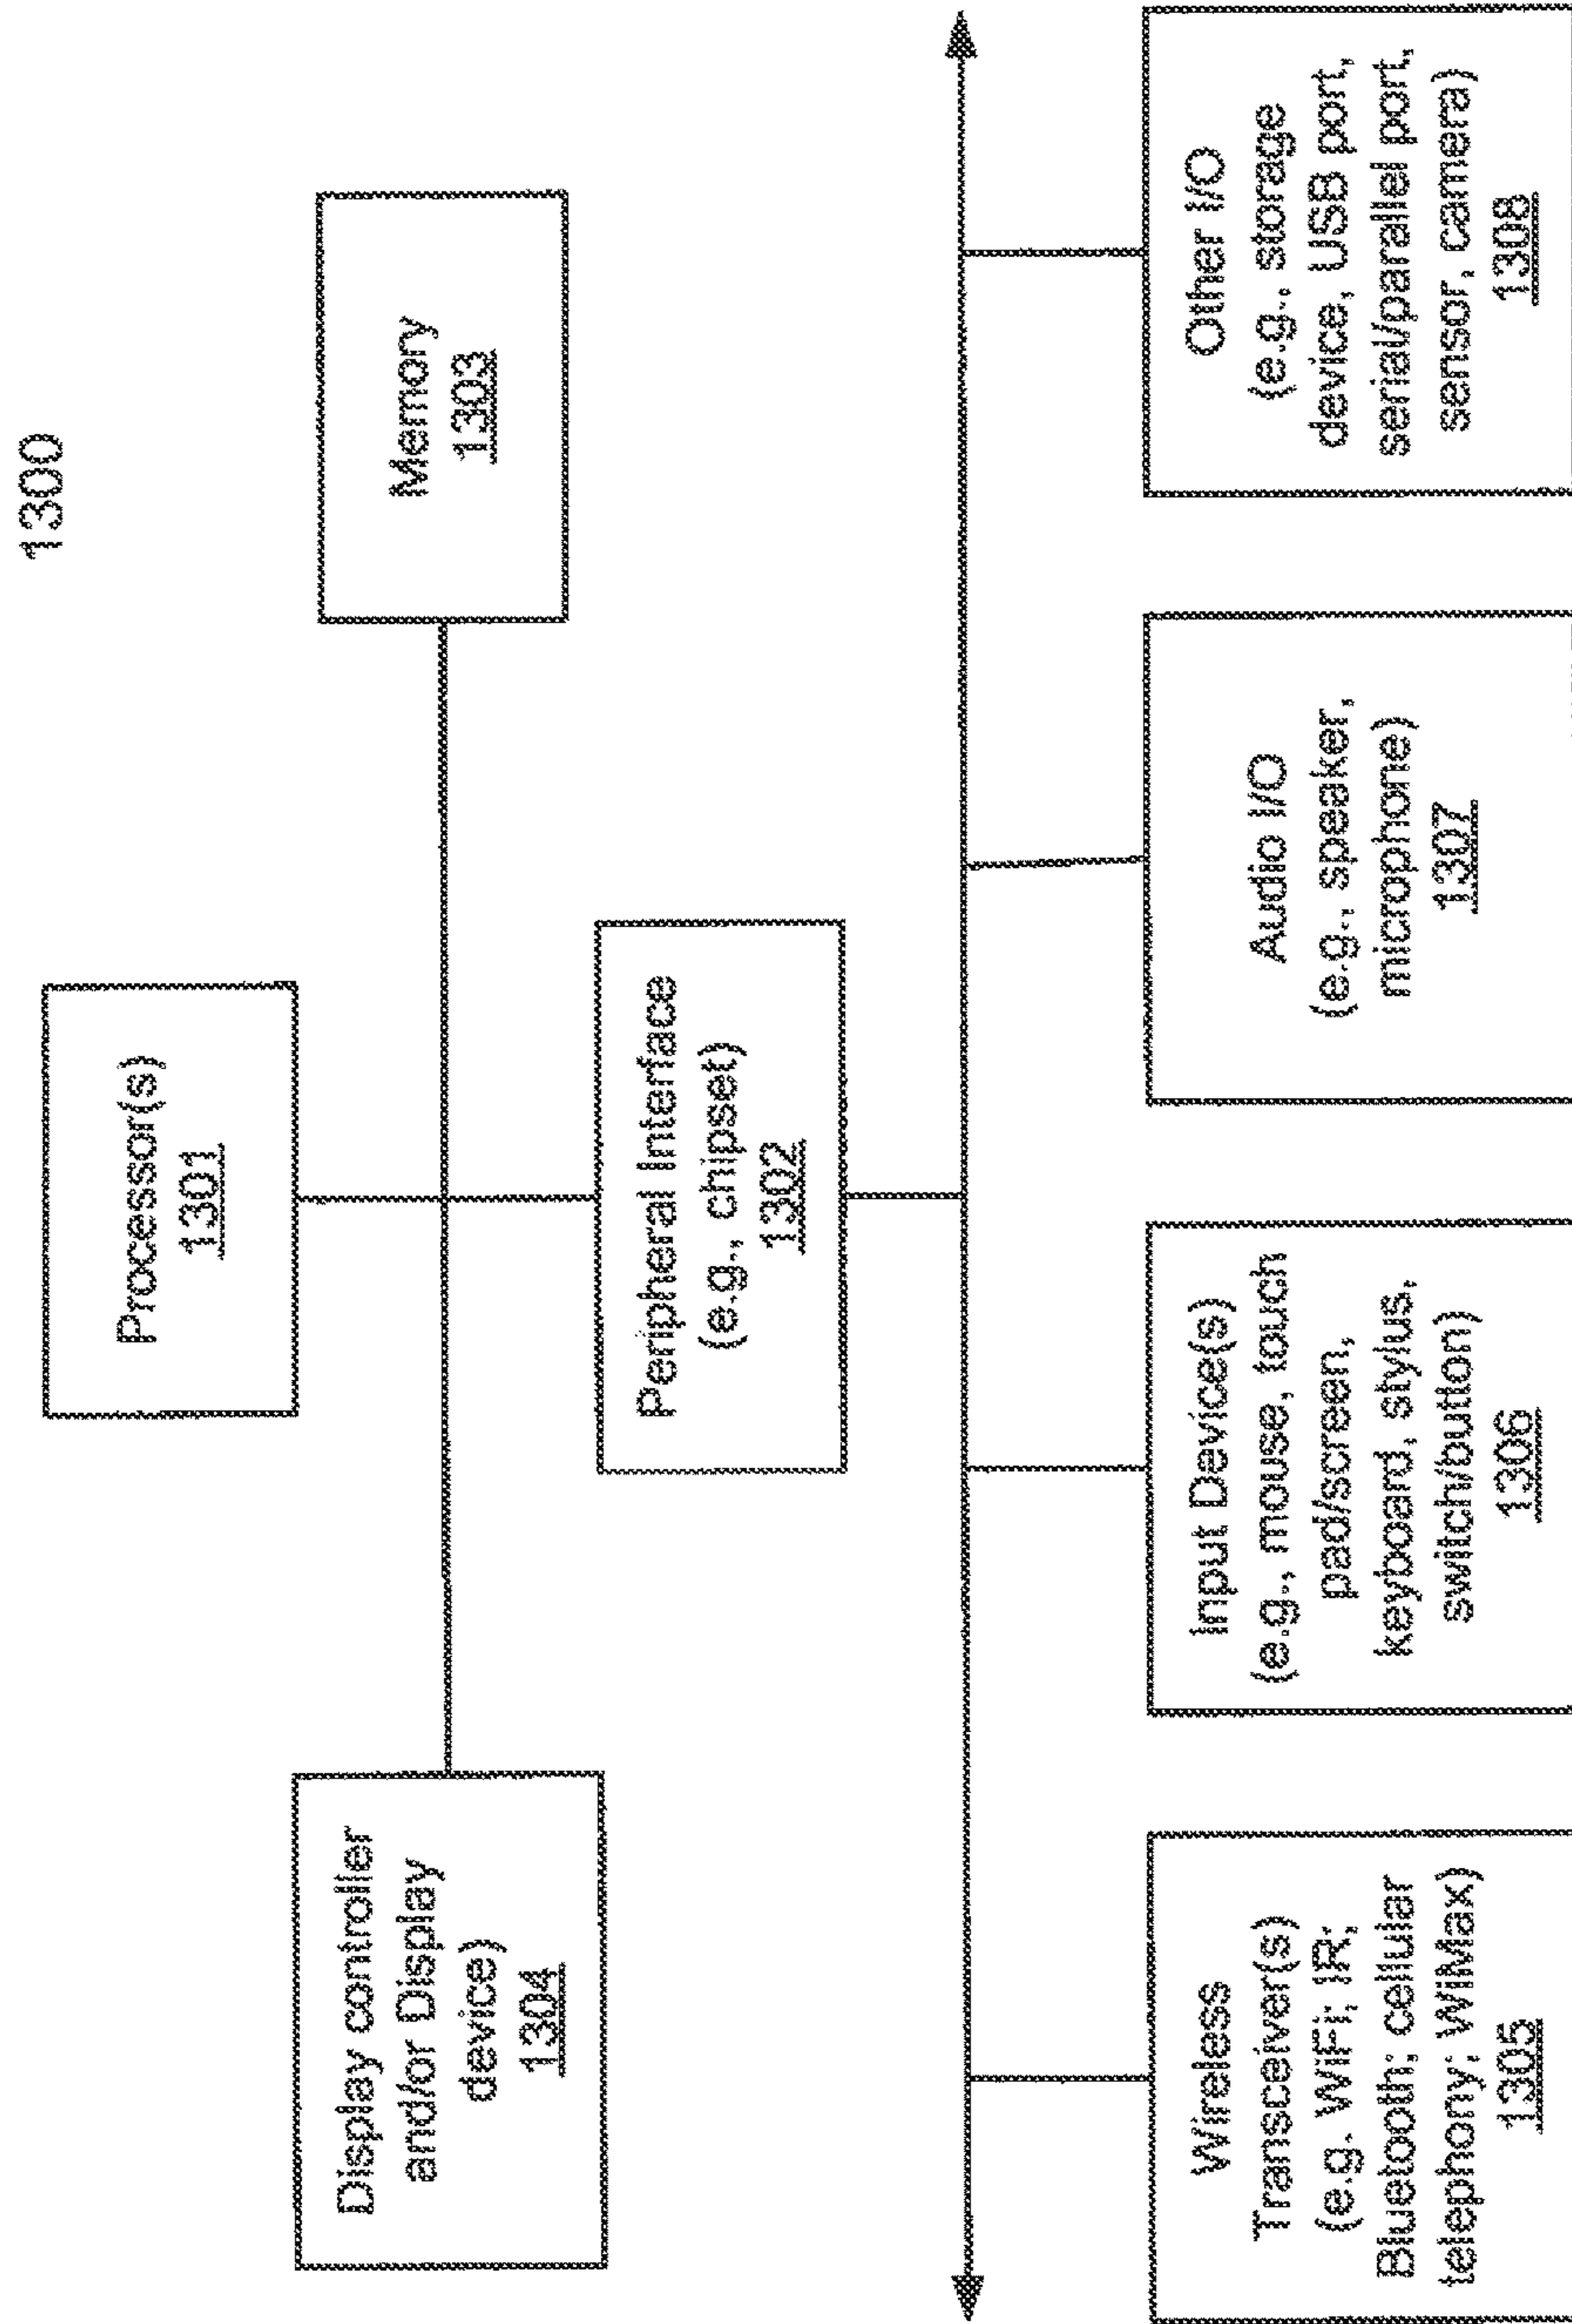 1300
Processor(s)
1301
Display controller
and/or Display
device)
1304
Memory
1303
Peripheral Interface
(e.g., chipset)
1302
Wireless
Transceiver(s)
(e.g. WiFi; IR;
Bluetooth; cellular
telephony; WiMax)
1305
Input Device(s)
(e.g., mouse, touch
pad/screen,
keyboard, stylus,
switch/button)
1306
Audio I/O
(e.g., speaker,
microphone)
1307
Other I/O
(e.g., storage
device, USB port,
serial/parallel port,
sensor, camera)
1308